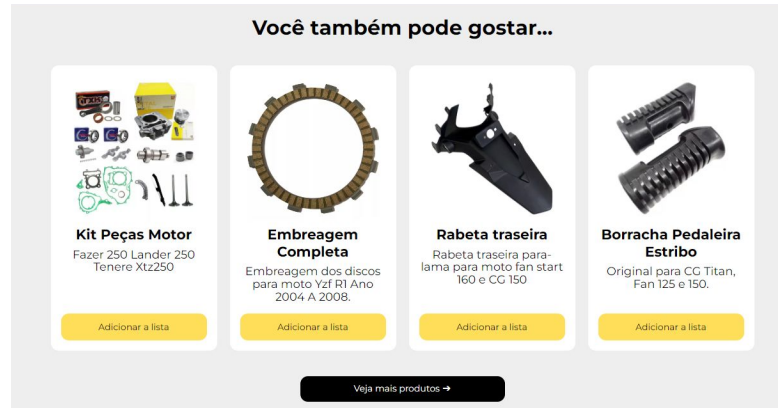 Você também pode gostar...
Kit Peças Motor
Fazer 250 Lander 250
Tenere Xtz250
Adicionar a lista
Embreagem
Completa
Embreagem dos discos
para moto Yzf R1 Ano
2004 A 2008.
Adicionar a lista
Rabeta traseira
Rabeta traseira para-
lama para moto fan start
160 e CG 150
Adicionar a lista
Borracha Pedaleira
Estribo
Original para CG Titan,
Fan 125 e 150.
Adicionar a lista
Veja mais produtos ➔